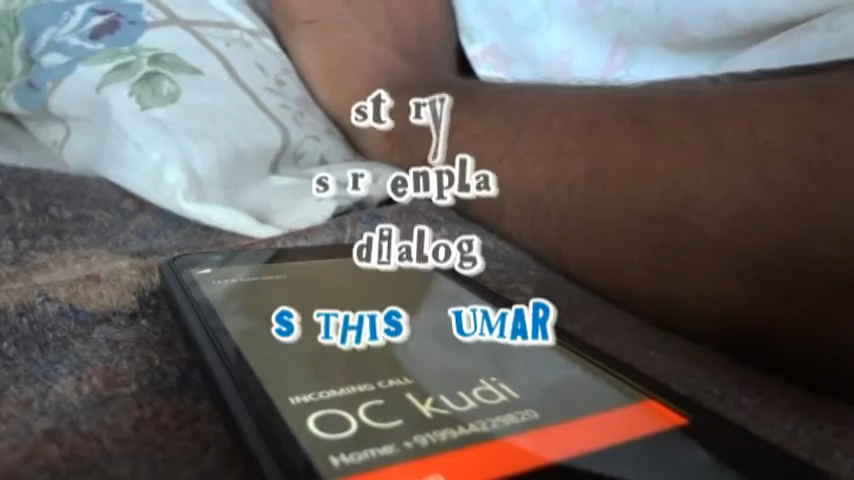 st ry
s r enpla
dialog
S THIS UMAR
INCOMING CALL
OC kudi
Home: +919944229820